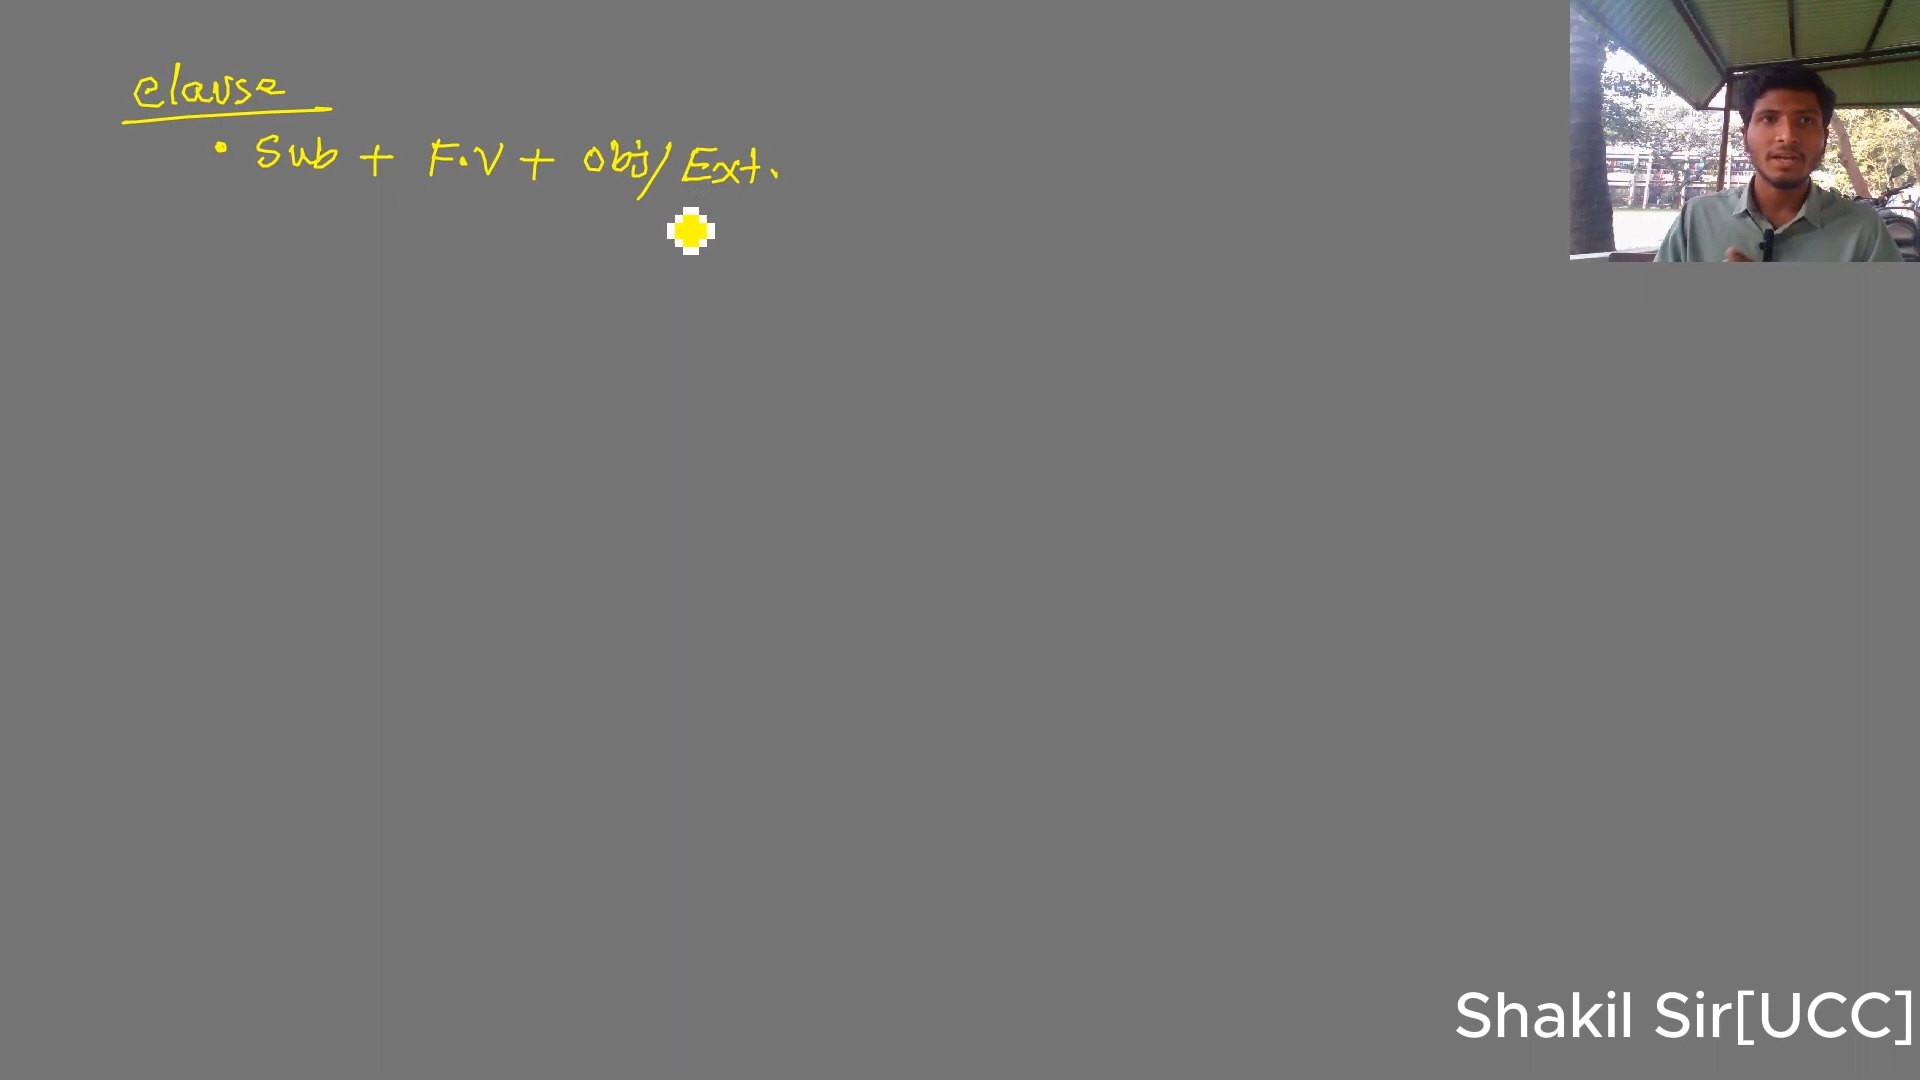 clause
• Sub + F.V + Obj/Ext.
Shakil Sir[UCC]